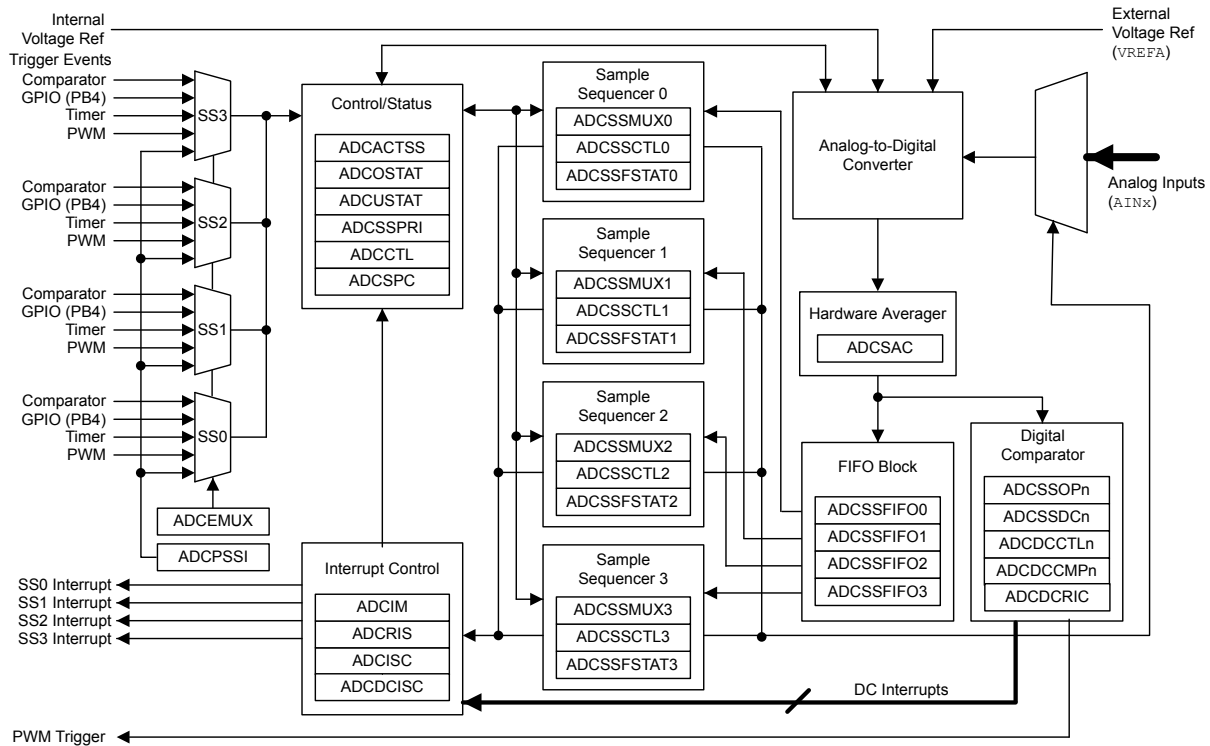 Internal
Voltage Ref
Trigger Events
Comparator
GPIO (PB4)
Timer
PWM
SS3
Comparator
GPIO (PB4)
Timer
PWM
SS2
Comparator
GPIO (PB4)
Timer
PWM
SS1
Comparator
GPIO (PB4)
Timer
PWM
SS0
ADCEMUX
ADCPSSI
SS0 Interrupt
SS1 Interrupt
SS2 Interrupt
SS3 Interrupt
PWM Trigger
Control/Status
ADCACTSS
ADCOSTAT
ADCUSTAT
ADCSSPRI
ADCCTL
ADCSPC
Interrupt Control
ADCIM
ADCRIS
ADCISC
ADCDCISC
Sample
Sequencer 0
ADCSSMUX0
ADCSSCTL0
ADCSSFSTAT0
Sample
Sequencer 1
ADCSSMUX1
ADCSSCTL1
ADCSSFSTAT1
Sample
Sequencer 2
ADCSSMUX2
ADCSSCTL2
ADCSSFSTAT2
Sample
Sequencer 3
ADCSSMUX3
ADCSSCTL3
ADCSSFSTAT3
External
Voltage Ref
(VREFA)
Analog-to-Digital
Converter
Analog Inputs
(AINx)
Hardware Averager
ADCSAC
FIFO Block
ADCSSFIFO0
ADCSSFIFO1
ADCSSFIFO2
ADCSSFIFO3
Digital
Comparator
ADCSSOPn
ADCSSDCn
ADCDCCTLn
ADCDCCMPn
ADCDCRIC
DC Interrupts